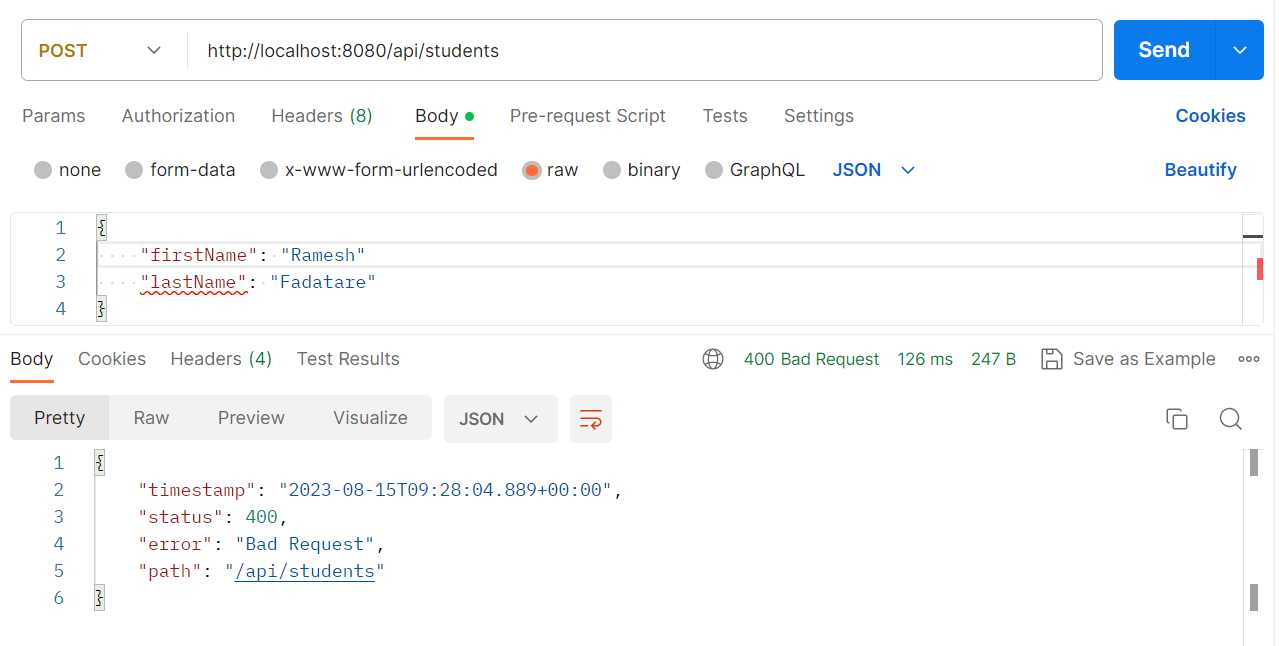 POST http://localhost:8080/api/students Send
Params Authorization Headers (8) Body Pre-request Script Tests Settings Cookies
none form-data x-www-form-urlencoded raw binary GraphQL JSON Beautify
1 {
2 "firstName": "Ramesh"
3 "lastName": "Fadatare"
4 }
Body Cookies Headers (4) Test Results 400 Bad Request 126 ms 247 B Save as Example
Pretty Raw Preview Visualize JSON
1 {
2 "timestamp": "2023-08-15T09:28:04.889+00:00",
3 "status": 400,
4 "error": "Bad Request",
5 "path": "/api/students"
6 }